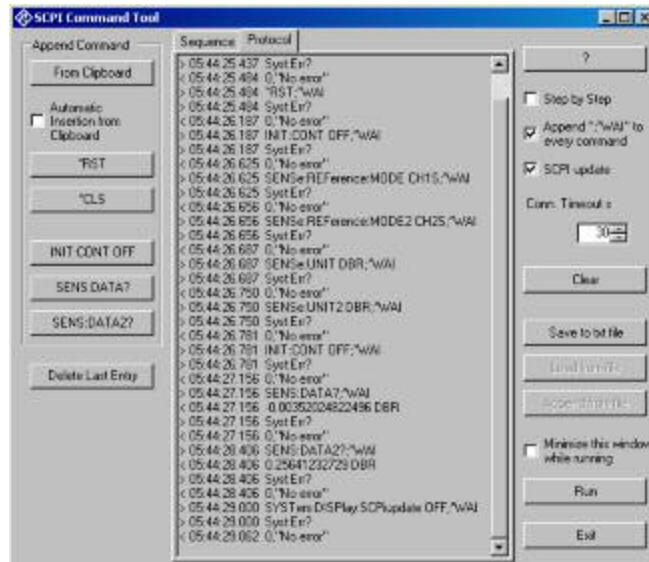 SCPI Command Tool
Append Command
From Clipboard
Automatic
Insertion from
Clipboard
*RST
*CLS
INIT:CONT OFF
SENS:DATA?
SENS:DATA2?
Delete Last Entry
Sequence Protocol
> 05:44:25.437 Syst:Err?
< 05:44:25.484 0,"No error"
> 05:44:25.484 *RST;*WAI
> 05:44:25.484 Syst:Err?
< 05:44:26.187 0,"No error"
> 05:44:26.187 INIT:CONT OFF;*WAI
> 05:44:26.187 Syst:Err?
< 05:44:26.625 0,"No error"
> 05:44:26.625 SENSe:REFerence:MODE CH1S;*WAI
> 05:44:26.625 Syst:Err?
< 05:44:26.656 0,"No error"
> 05:44:26.656 SENSe:REFerence:MODE2 CH2S;*WAI
> 05:44:26.656 Syst:Err?
< 05:44:26.687 0,"No error"
> 05:44:26.687 SENSe:UNIT DBR;*WAI
> 05:44:26.687 Syst:Err?
< 05:44:26.750 0,"No error"
> 05:44:26.750 SENSe:UNIT2 DBR;*WAI
> 05:44:26.750 Syst:Err?
< 05:44:26.781 0,"No error"
> 05:44:26.781 INIT:CONT OFF;*WAI
> 05:44:26.781 Syst:Err?
< 05:44:27.156 0,"No error"
> 05:44:27.156 SENS:DATA?;*WAI
< 05:44:27.156 -0.00352024822496 DBR
> 05:44:27.156 Syst:Err?
< 05:44:27.156 0,"No error"
> 05:44:28.406 SENS:DATA2?;*WAI
< 05:44:28.406 0.25641232729 DBR
> 05:44:28.406 Syst:Err?
< 05:44:28.406 0,"No error"
> 05:44:29.000 SYSTem:DISPlay:SCPIupdate OFF;*WAI
> 05:44:29.000 Syst:Err?
< 05:44:29.062 0,"No error"
?
Step by Step
Append ";*WAI" to
every command
SCPI update
Conn. Timeout s
30
Clear
Save to txt file
Load from file
Append from file
Minimize this window
while running
Run
Exit